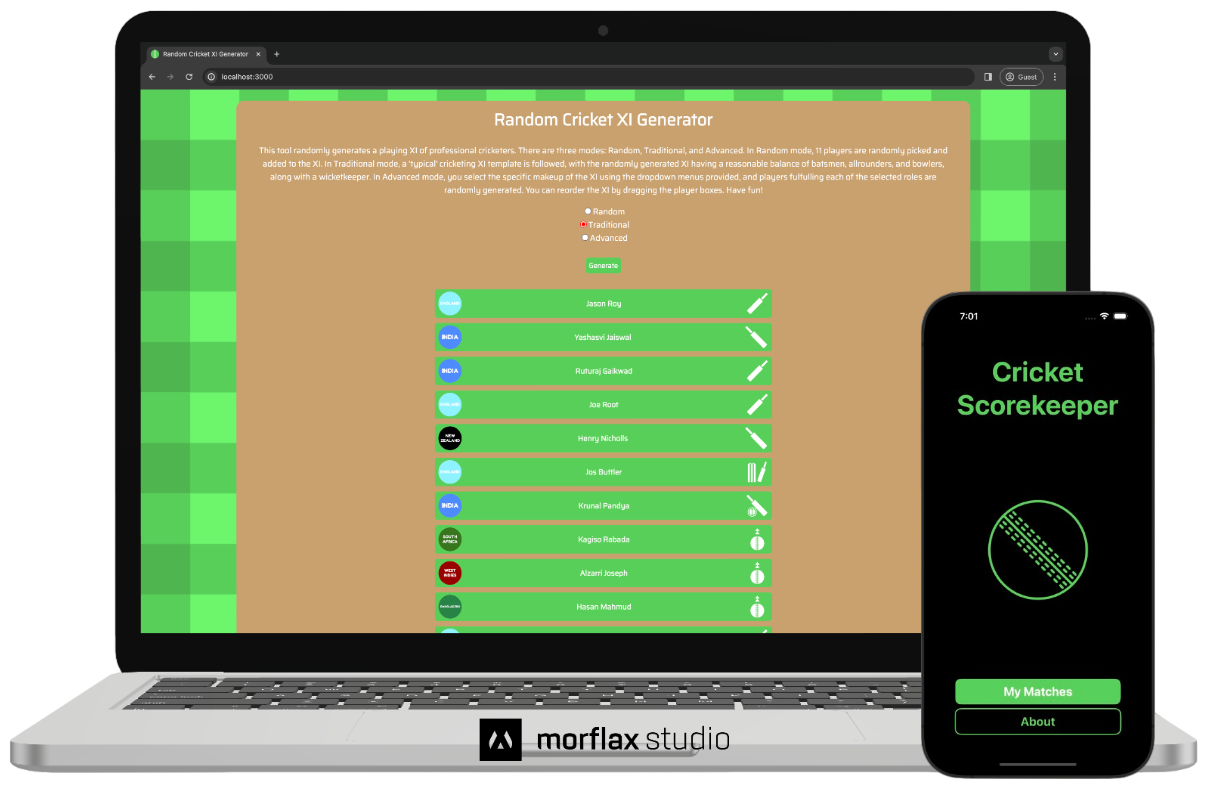 Random Cricket XI Generator
localhost:3000
Guest
Random Cricket XI Generator
This tool randomly generates a playing XI of professional cricketers. There are three modes: Random, Traditional, and Advanced. In Random mode, 11 players are randomly picked and
added to the XI. In Traditional mode, a 'typical' cricketing XI template is followed, with the randomly generated XI having a reasonable balance of batsmen, allrounders, and bowlers,
along with a wicketkeeper. In Advanced mode, you select the specific makeup of the XI using the dropdown menus provided, and players fulfulling each of the selected roles are
randomly generated. You can reorder the XI by dragging the player boxes. Have fun!
Random
Traditional
Advanced
Generate
ENGLAND Jason Roy
INDIA Yashasvi Jaiswal
INDIA Ruturaj Gaikwad
ENGLAND Joe Root
NEW
ZEALAND
Henry Nicholls
ENGLAND Jos Buttler
INDIA Krunal Pandya
SOUTH
AFRICA
Kagiso Rabada
WEST
INDIES
Alzarri Joseph
BANGLADESH Hasan Mahmud
7:01
Cricket
Scorekeeper
My Matches
About
morflax studio